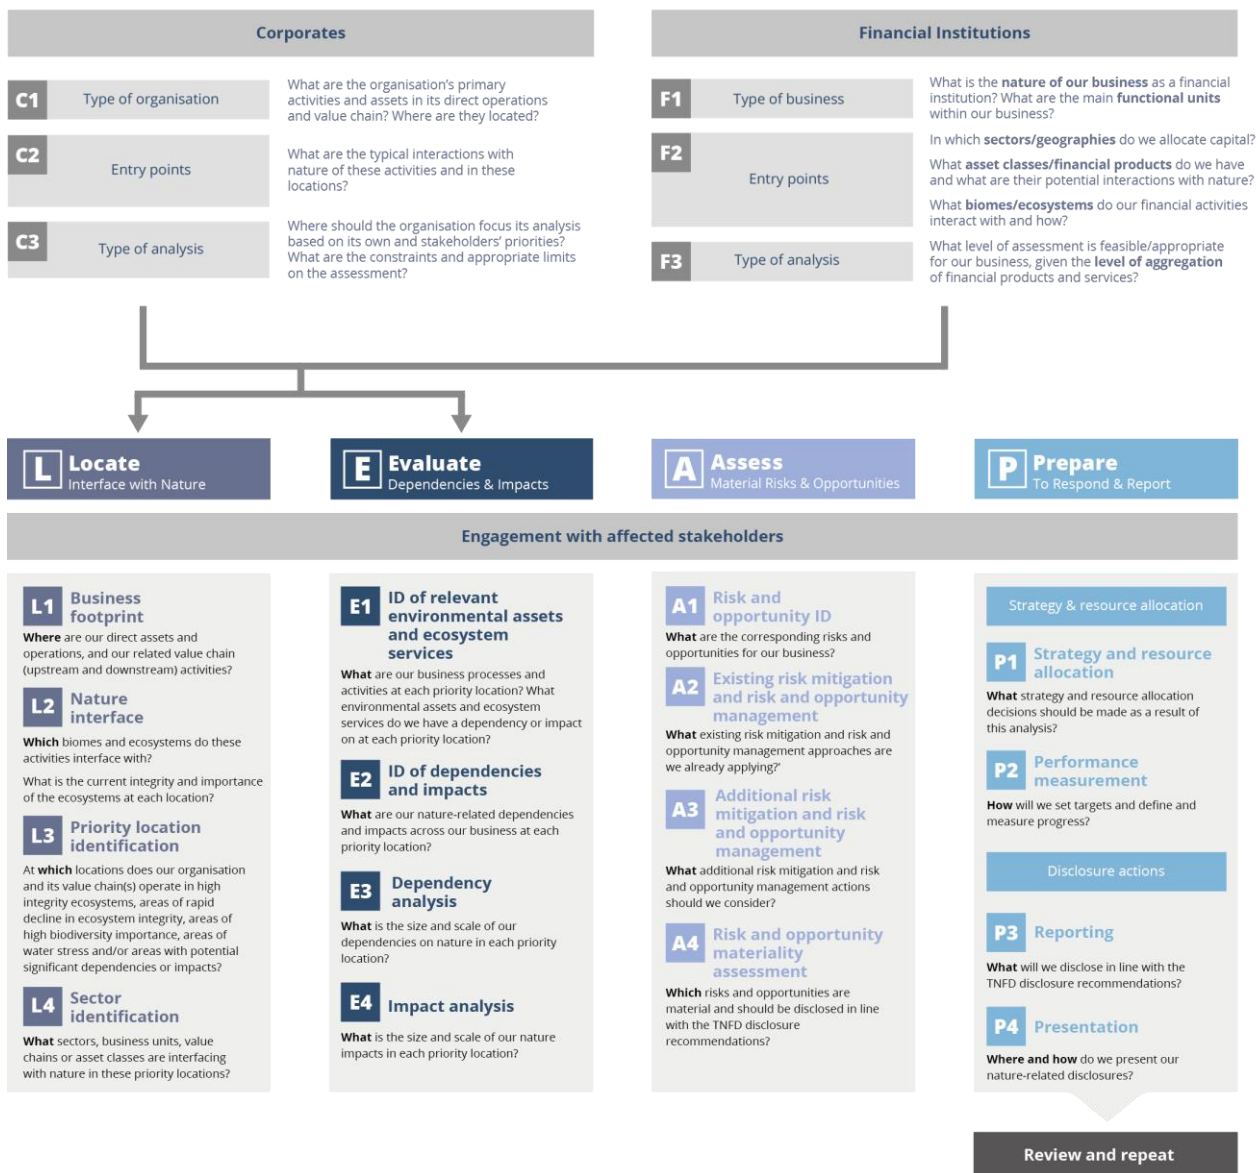 Corporates
C1
Type of organisation
What are the organisation's primary
activities and assets in its direct operations
and value chain? Where are they located?
C2
Entry points
What are the typical interactions with
nature of these activities and in these
locations?
C3
Type of analysis
Where should the organisation focus its analysis
based on its own and stakeholders' priorities?
What are the constraints and appropriate limits
on the assessment?
Financial Institutions
F1
Type of business
What is the nature of our business as a financial
institution? What are the main functional units
within our business?
F2
Entry points
In which sectors/geographies do we allocate capital?
What asset classes/financial products do we have
and what are their potential interactions with nature?
What biomes/ecosystems do our financial activities
interact with and how?
F3
Type of analysis
What level of assessment is feasible/appropriate
for our business, given the level of aggregation
of financial products and services?
L Locate
Interface with Nature
E Evaluate
Dependencies & Impacts
A Assess
Material Risks & Opportunities
P Prepare
To Respond & Report
Engagement with affected stakeholders
L1 Business
footprint
Where are our direct assets and
operations, and our related value chain
(upstream and downstream) activities?
L2 Nature
interface
Which biomes and ecosystems do these
activities interface with?
What is the current integrity and importance
of the ecosystems at each location?
L3 Priority location
identification
At which locations does our organisation
and its value chain(s) operate in high
integrity ecosystems, areas of rapid
decline in ecosystem integrity, areas of
high biodiversity importance, areas of
water stress and/or areas with potential
significant dependencies or impacts?
L4 Sector
identification
What sectors, business units, value
chains or asset classes are interfacing
with nature in these priority locations?
E1 ID of relevant
environmental assets
and ecosystem
services
What are our business processes and
activities at each priority location? What
environmental assets and ecosystem
services do we have a dependency or impact
on at each priority location?
E2 ID of dependencies
and impacts
What are our nature-related dependencies
and impacts across our business at each
priority location?
E3 Dependency
analysis
What is the size and scale of our
dependencies on nature in each priority
location?
E4 Impact analysis
What is the size and scale of our nature
impacts in each priority location?
A1 Risk and
opportunity ID
What are the corresponding risks and
opportunities for our business?
A2 Existing risk mitigation
and risk and opportunity
management
What existing risk mitigation and risk and
opportunity management approaches are
we already applying?'
A3 Additional risk
mitigation and risk
and opportunity
management
What additional risk mitigation and risk
and opportunity management actions
should we consider?
A4 Risk and opportunity
materiality
assessment
Which risks and opportunities are
material and should be disclosed in line
with the TNFD disclosure
recommendations?
Strategy & resource allocation
P1 Strategy and resource
allocation
What strategy and resource allocation
decisions should be made as a result of
this analysis?
P2 Performance
measurement
How will we set targets and define and
measure progress?
Disclosure actions
P3 Reporting
What will we disclose in line with the
TNFD disclosure recommendations?
P4 Presentation
Where and how do we present our
nature-related disclosures?
Review and repeat